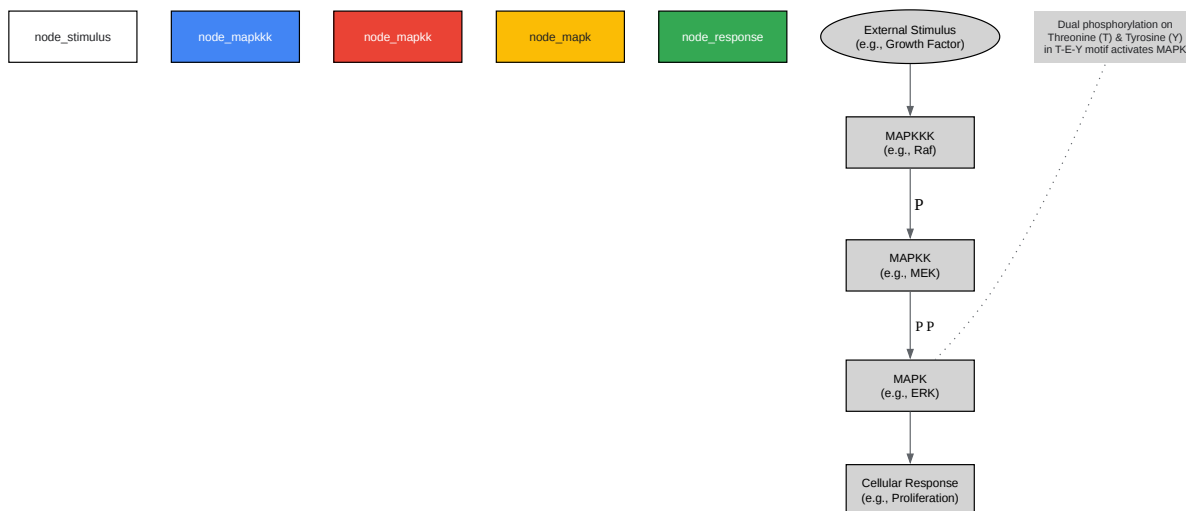 node_stimulus
node_mapkkk
node_mapkk
node_mapk
node_response
External Stimulus
(e.g., Growth Factor)
Dual phosphorylation on
Threonine (T) & Tyrosine (Y)
in T-E-Y motif activates MAPK
MAPKKK
(e.g., Raf)
P
MAPKK
(e.g., MEK)
P P
MAPK
(e.g., ERK)
Cellular Response
(e.g., Proliferation)